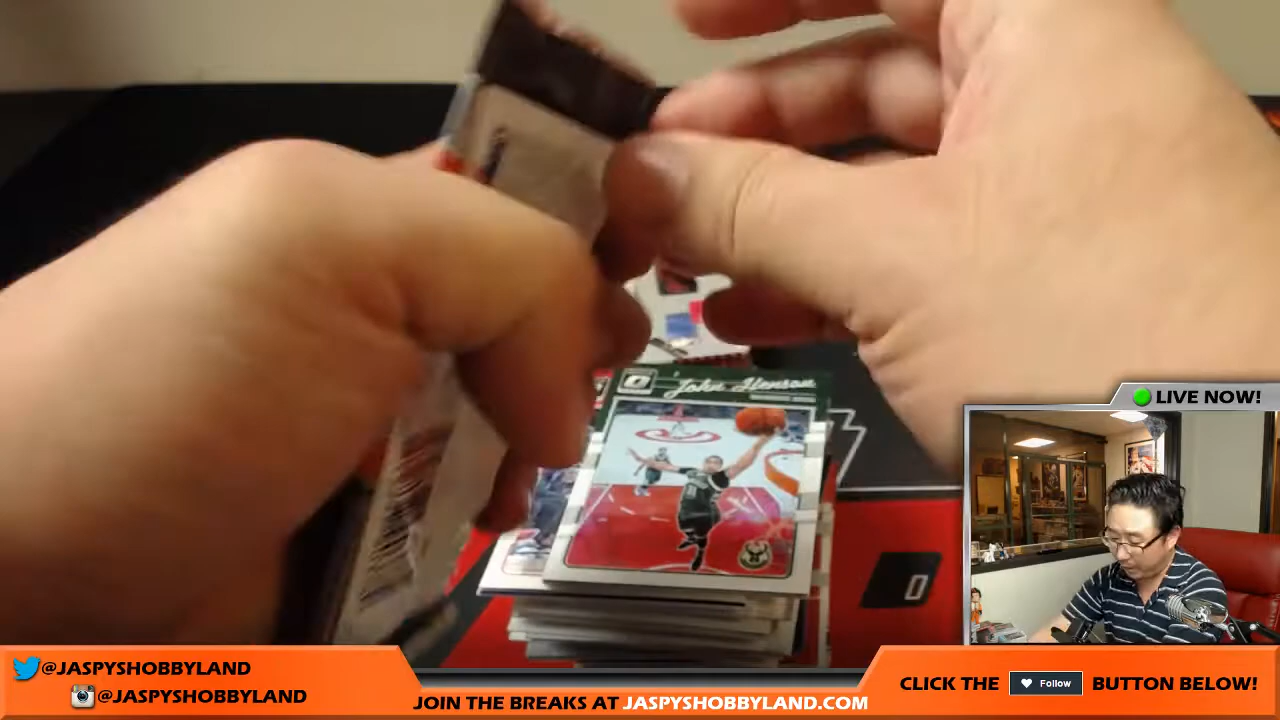 John Henson
LIVE NOW!
@JASPYSHOBBYLAND
@JASPYSHOBBYLAND
JOIN THE BREAKS AT JASPYSHOBBYLAND.COM
CLICK THE
Follow
BUTTON BELOW!